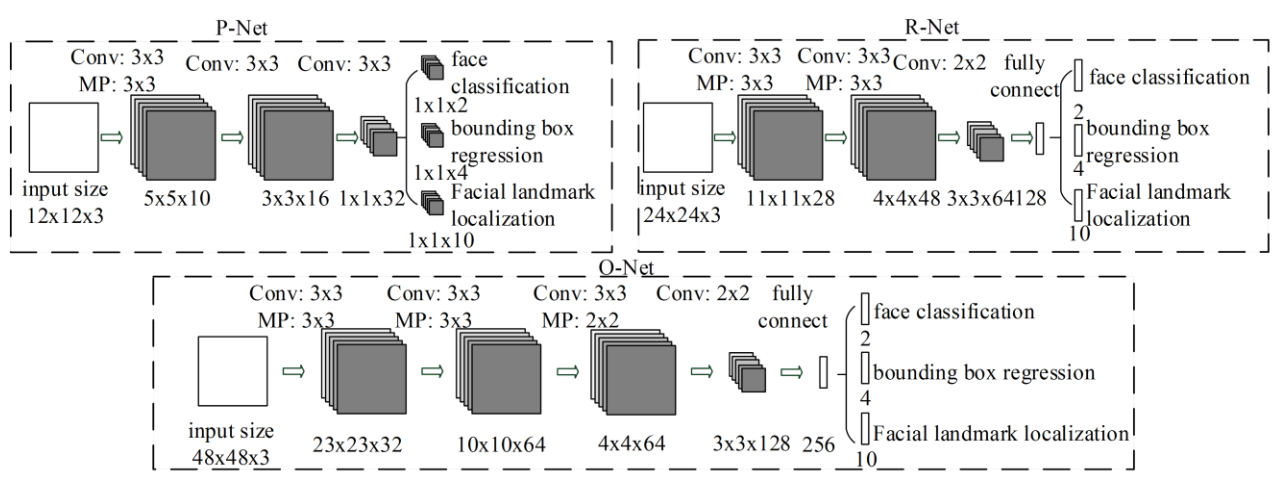 P-Net
Conv: 3x3
MP: 3x3
Conv: 3x3
Conv: 3x3
input size
12x12x3
5x5x10
3x3x16
1x1x32
face
classification
1x1x2
bounding box
regression
1x1x4
Facial landmark
localization
1x1x10
R-Net
Conv: 3x3
MP: 3x3
Conv: 3x3
MP: 3x3
Conv: 2x2
fully
connect
input size
24x24x3
11x11x28
4x4x48
3x3x64
128
face classification
2
bounding box
regression
4
Facial landmark
localization
10
O-Net
Conv: 3x3
MP: 3x3
Conv: 3x3
MP: 3x3
Conv: 3x3
MP: 2x2
Conv: 2x2
fully
connect
input size
48x48x3
23x23x32
10x10x64
4x4x64
3x3x128
256
face classification
2
bounding box regression
4
Facial landmark localization
10